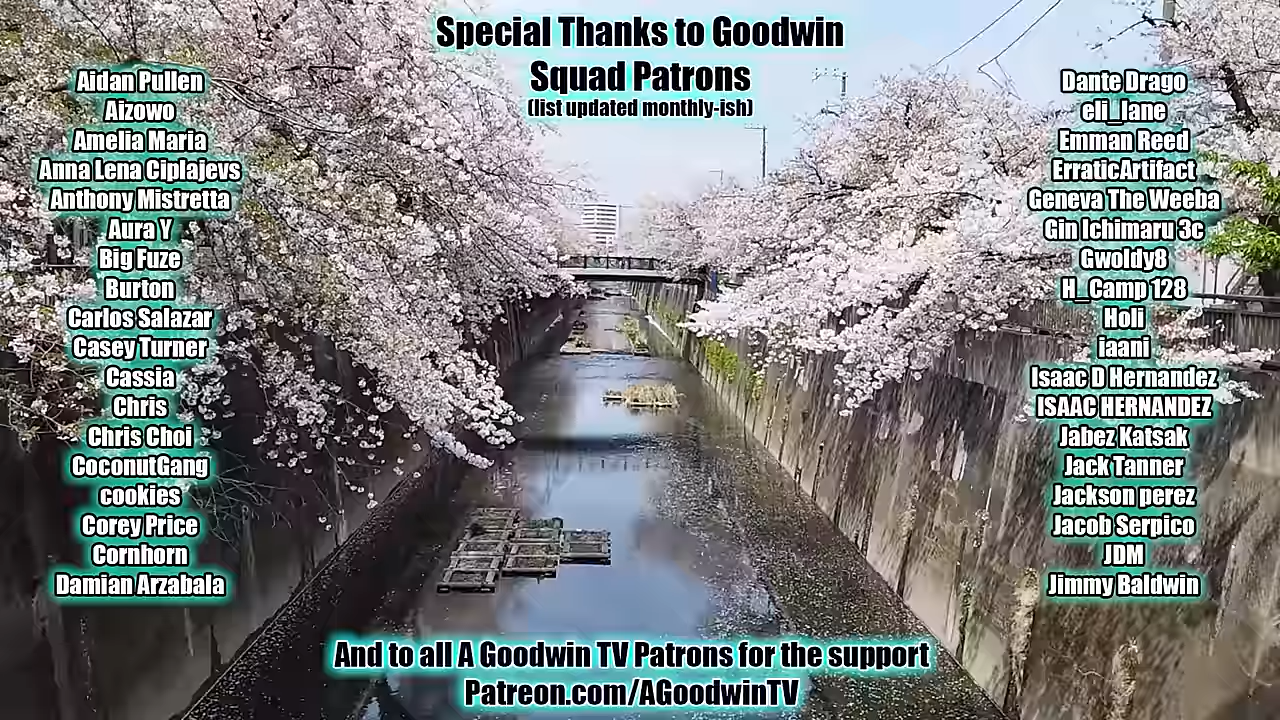 Special Thanks to Goodwin
Squad Patrons
(list updated monthly-ish)
Aidan Pullen
Aizowo
Amelia Maria
Anna Lena Ciplajevs
Anthony Mistretta
Aura Y
Big Fuze
Burton
Carlos Salazar
Casey Turner
Cassia
Chris
Chris Choi
CoconutGang
cookies
Corey Price
Cornhorn
Damian Arzabala
Dante Drago
eli_lane
Emman Reed
ErraticArtifact
Geneva The Weeba
Gin Ichimaru 3c
Gwoldy8
H_Camp 128
Holi
iaani
Isaac D Hernandez
ISAAC HERNANDEZ
Jabez Katsak
Jack Tanner
Jackson perez
Jacob Serpico
JDM
Jimmy Baldwin
And to all A Goodwin TV Patrons for the support
Patreon.com/AGoodwinTV